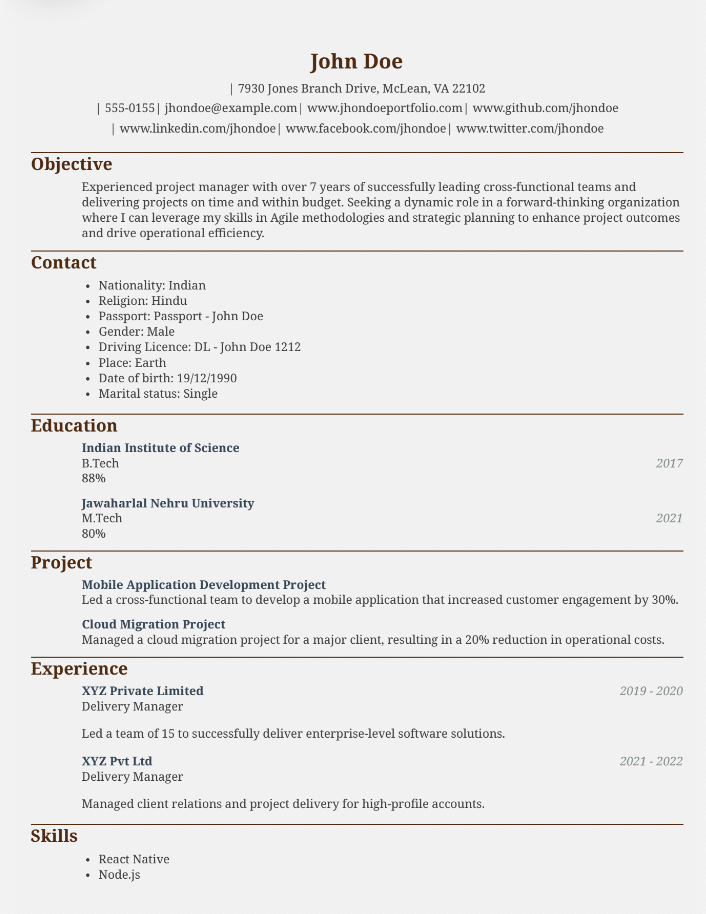 John Doe
| 7930 Jones Branch Drive, McLean, VA 22102
| 555-0155| jhondoe@example.com| www.jhondoeportfolio.com| www.github.com/jhondoe
| www.linkedin.com/jhondoe| www.facebook.com/jhondoe| www.twitter.com/jhondoe
Objective
Experienced project manager with over 7 years of successfully leading cross-functional teams and
delivering projects on time and within budget. Seeking a dynamic role in a forward-thinking organization
where I can leverage my skills in Agile methodologies and strategic planning to enhance project outcomes
and drive operational efficiency.
Contact
• Nationality: Indian
• Religion: Hindu
• Passport: Passport - John Doe
• Gender: Male
• Driving Licence: DL - John Doe 1212
• Place: Earth
• Date of birth: 19/12/1990
• Marital status: Single
Education
Indian Institute of Science
B.Tech 2017
88%
Jawaharlal Nehru University
M.Tech 2021
80%
Project
Mobile Application Development Project
Led a cross-functional team to develop a mobile application that increased customer engagement by 30%.
Cloud Migration Project
Managed a cloud migration project for a major client, resulting in a 20% reduction in operational costs.
Experience
XYZ Private Limited 2019 - 2020
Delivery Manager
Led a team of 15 to successfully deliver enterprise-level software solutions.
XYZ Pvt Ltd 2021 - 2022
Delivery Manager
Managed client relations and project delivery for high-profile accounts.
Skills
• React Native
• Node.js